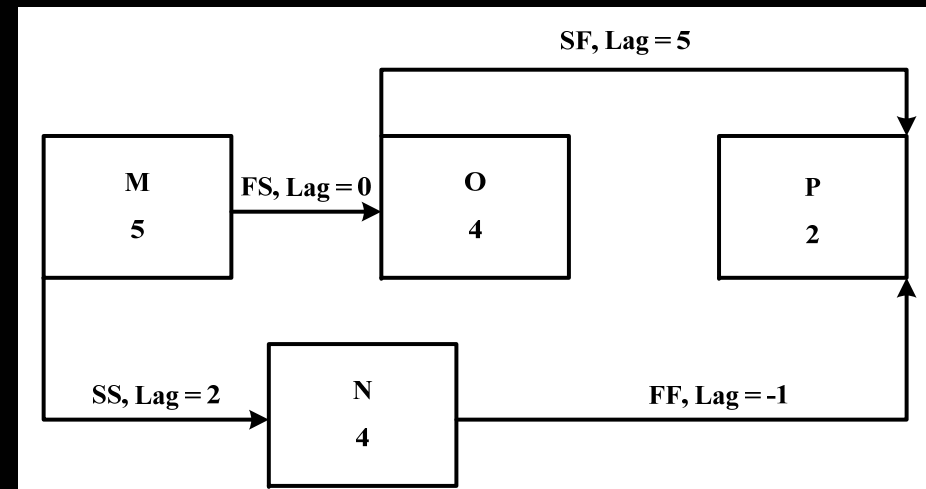 SF, Lag = 5
M
5
FS, Lag = 0
O
4
P
2
SS, Lag = 2
N
4
FF, Lag = -1